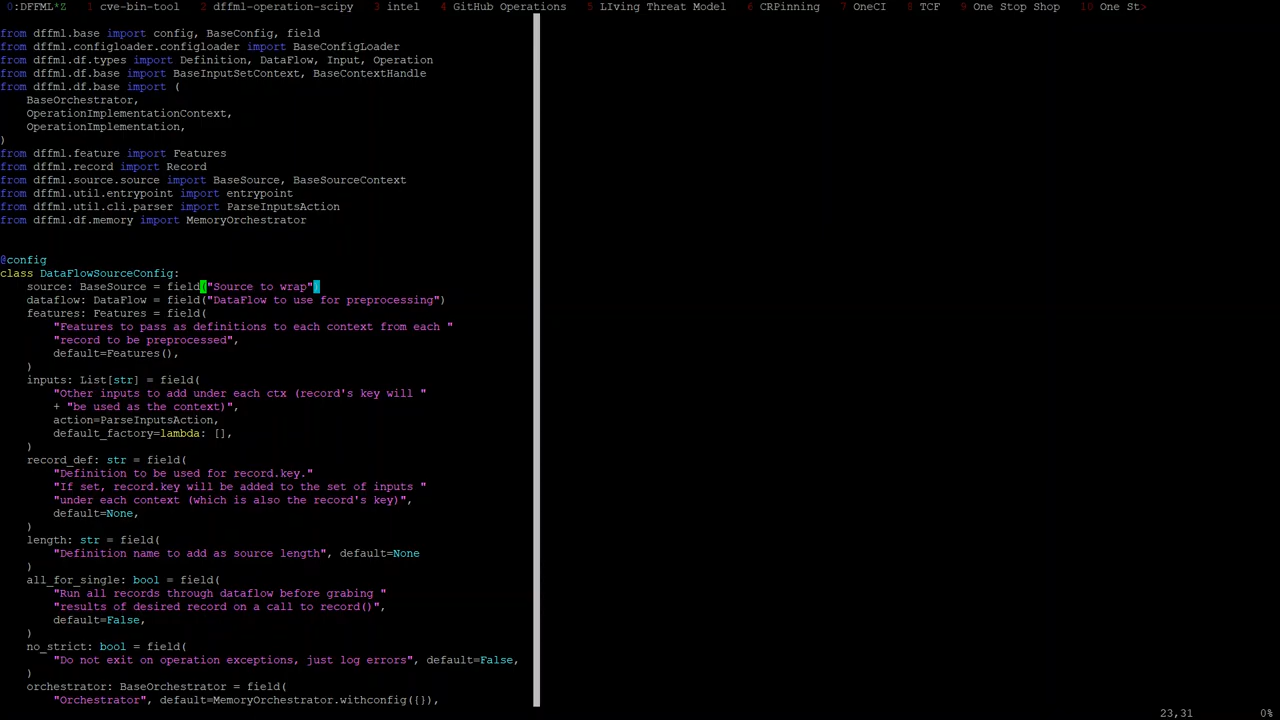 0:DFFML*Z  1 cve-bin-tool  2 dffml-operation-scipy  3 intel  4 GitHub Operations  5 LIving Threat Model  6 CRPinning  7 OneCI  8 TCF  9 One Stop Shop  10 One St>
from dffml.base import config, BaseConfig, field
from dffml.configloader.configloader import BaseConfigLoader
from dffml.df.types import Definition, DataFlow, Input, Operation
from dffml.df.base import BaseInputSetContext, BaseContextHandle
from dffml.df.base import (
    BaseOrchestrator,
    OperationImplementationContext,
    OperationImplementation,
)
from dffml.feature import Features
from dffml.record import Record
from dffml.source.source import BaseSource, BaseSourceContext
from dffml.util.entrypoint import entrypoint
from dffml.util.cli.parser import ParseInputsAction
from dffml.df.memory import MemoryOrchestrator
@config
class DataFlowSourceConfig:
    source: BaseSource = field("Source to wrap")
    dataflow: DataFlow = field("DataFlow to use for preprocessing")
    features: Features = field(
        "Features to pass as definitions to each context from each "
        "record to be preprocessed",
        default=Features(),
    )
    inputs: List[str] = field(
        "Other inputs to add under each ctx (record's key will "
        + "be used as the context)",
        action=ParseInputsAction,
        default_factory=lambda: [],
    )
    record_def: str = field(
        "Definition to be used for record.key."
        "If set, record.key will be added to the set of inputs "
        "under each context (which is also the record's key)",
        default=None,
    )
    length: str = field(
        "Definition name to add as source length", default=None
    )
    all_for_single: bool = field(
        "Run all records through dataflow before grabing "
        "results of desired record on a call to record()",
        default=False,
    )
    no_strict: bool = field(
        "Do not exit on operation exceptions, just log errors", default=False,
    )
    orchestrator: BaseOrchestrator = field(
        "Orchestrator", default=MemoryOrchestrator.withconfig({}),
23,31  0%